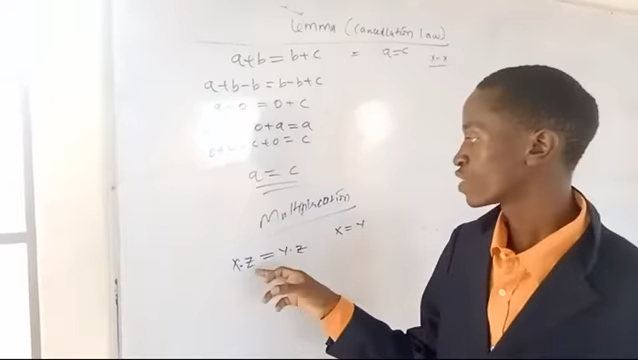 Lemma (Cancellation law)
a+b = b+c = a=c
x-x
a+b-b = b-b+c
a-0 = 0+c
0+a = a
c+0 = c
a = c
Multiplication
x·z = y·z x=y